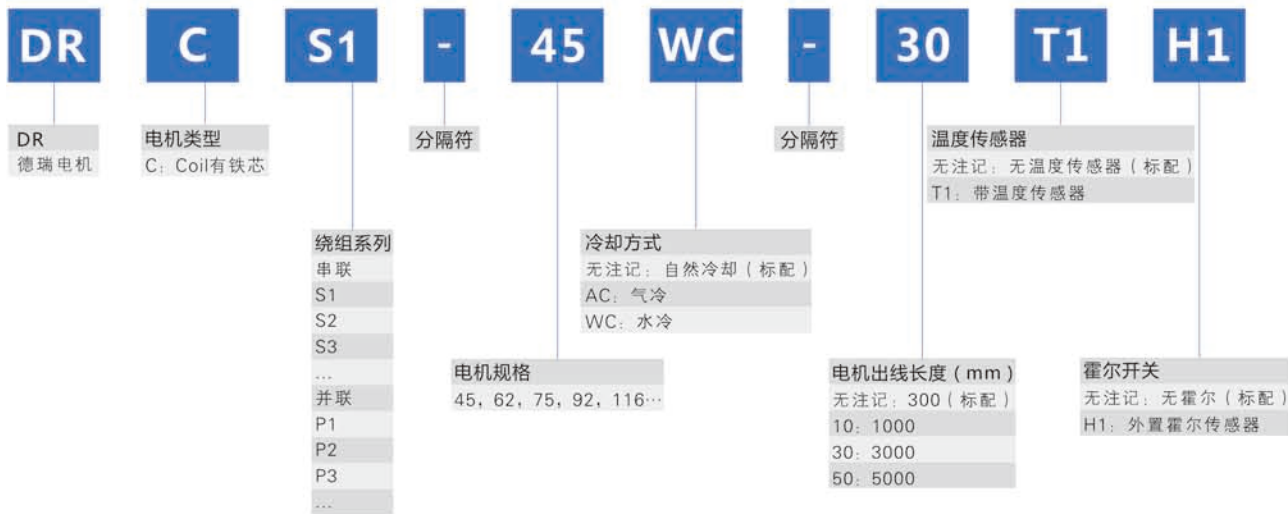 DR C S1 - 45 WC - 30 T1 H1
DR
德瑞电机
电机类型
C：Coil有铁芯
绕组系列
串联
S1
S2
S3
...
并联
P1
P2
P3
...
分隔符
电机规格
45，62，75，92，116…
冷却方式
无注记：自然冷却（标配）
AC：气冷
WC：水冷
分隔符
电机出线长度（mm）
无注记：300（标配）
10：1000
30：3000
50：5000
温度传感器
无注记：无温度传感器（标配）
T1：带温度传感器
霍尔开关
无注记：无霍尔（标配）
H1：外置霍尔传感器